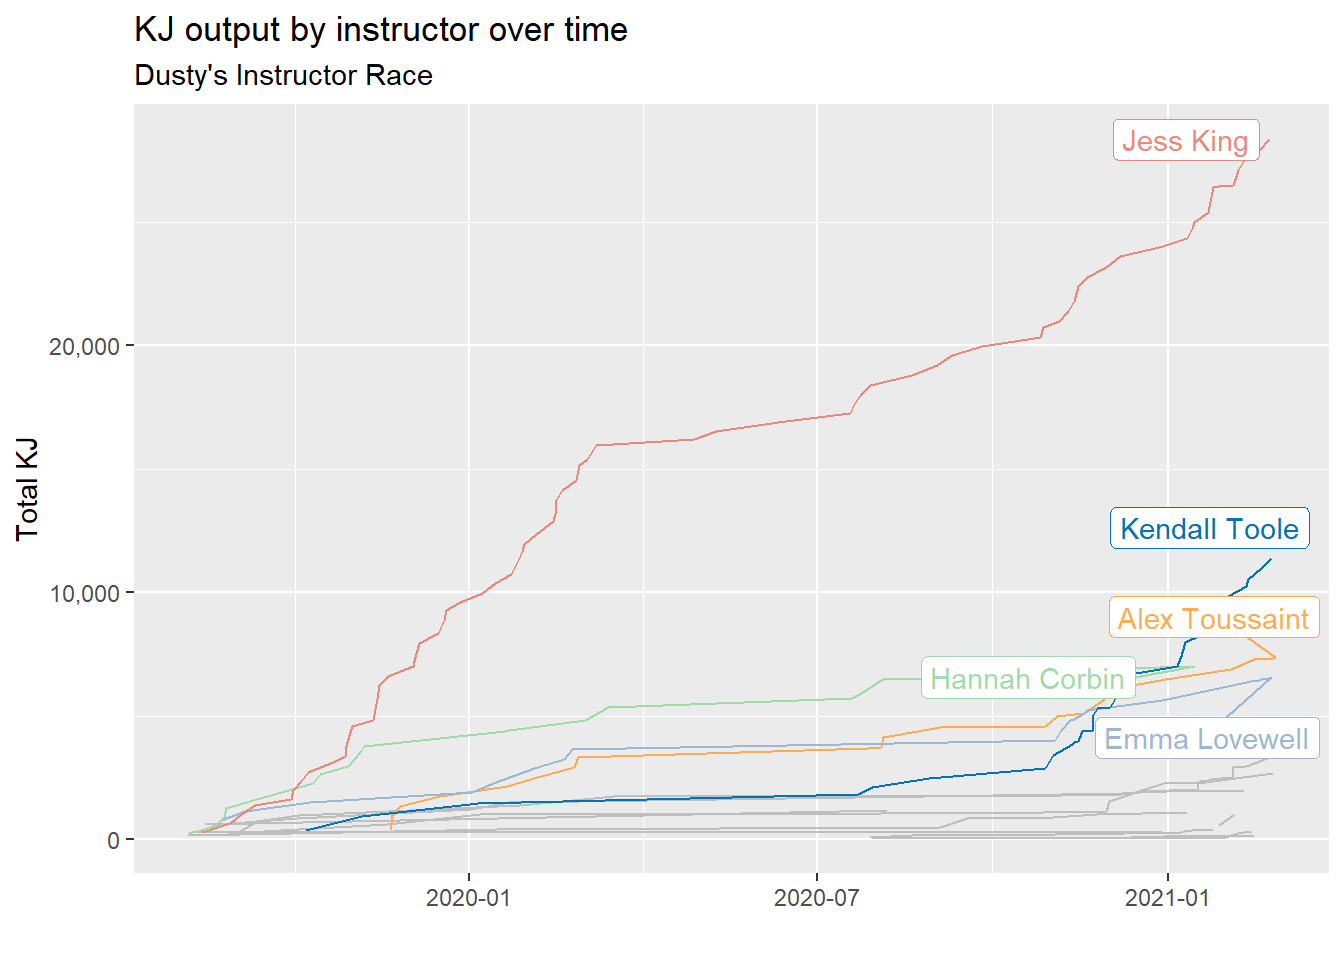 KJ output by instructor over time
Dusty's Instructor Race
Total KJ
20,000
10,000
0
Jess King
Kendall Toole
Alex Toussaint
Hannah Corbin
Emma Lovewell
2020-01
2020-07
2021-01